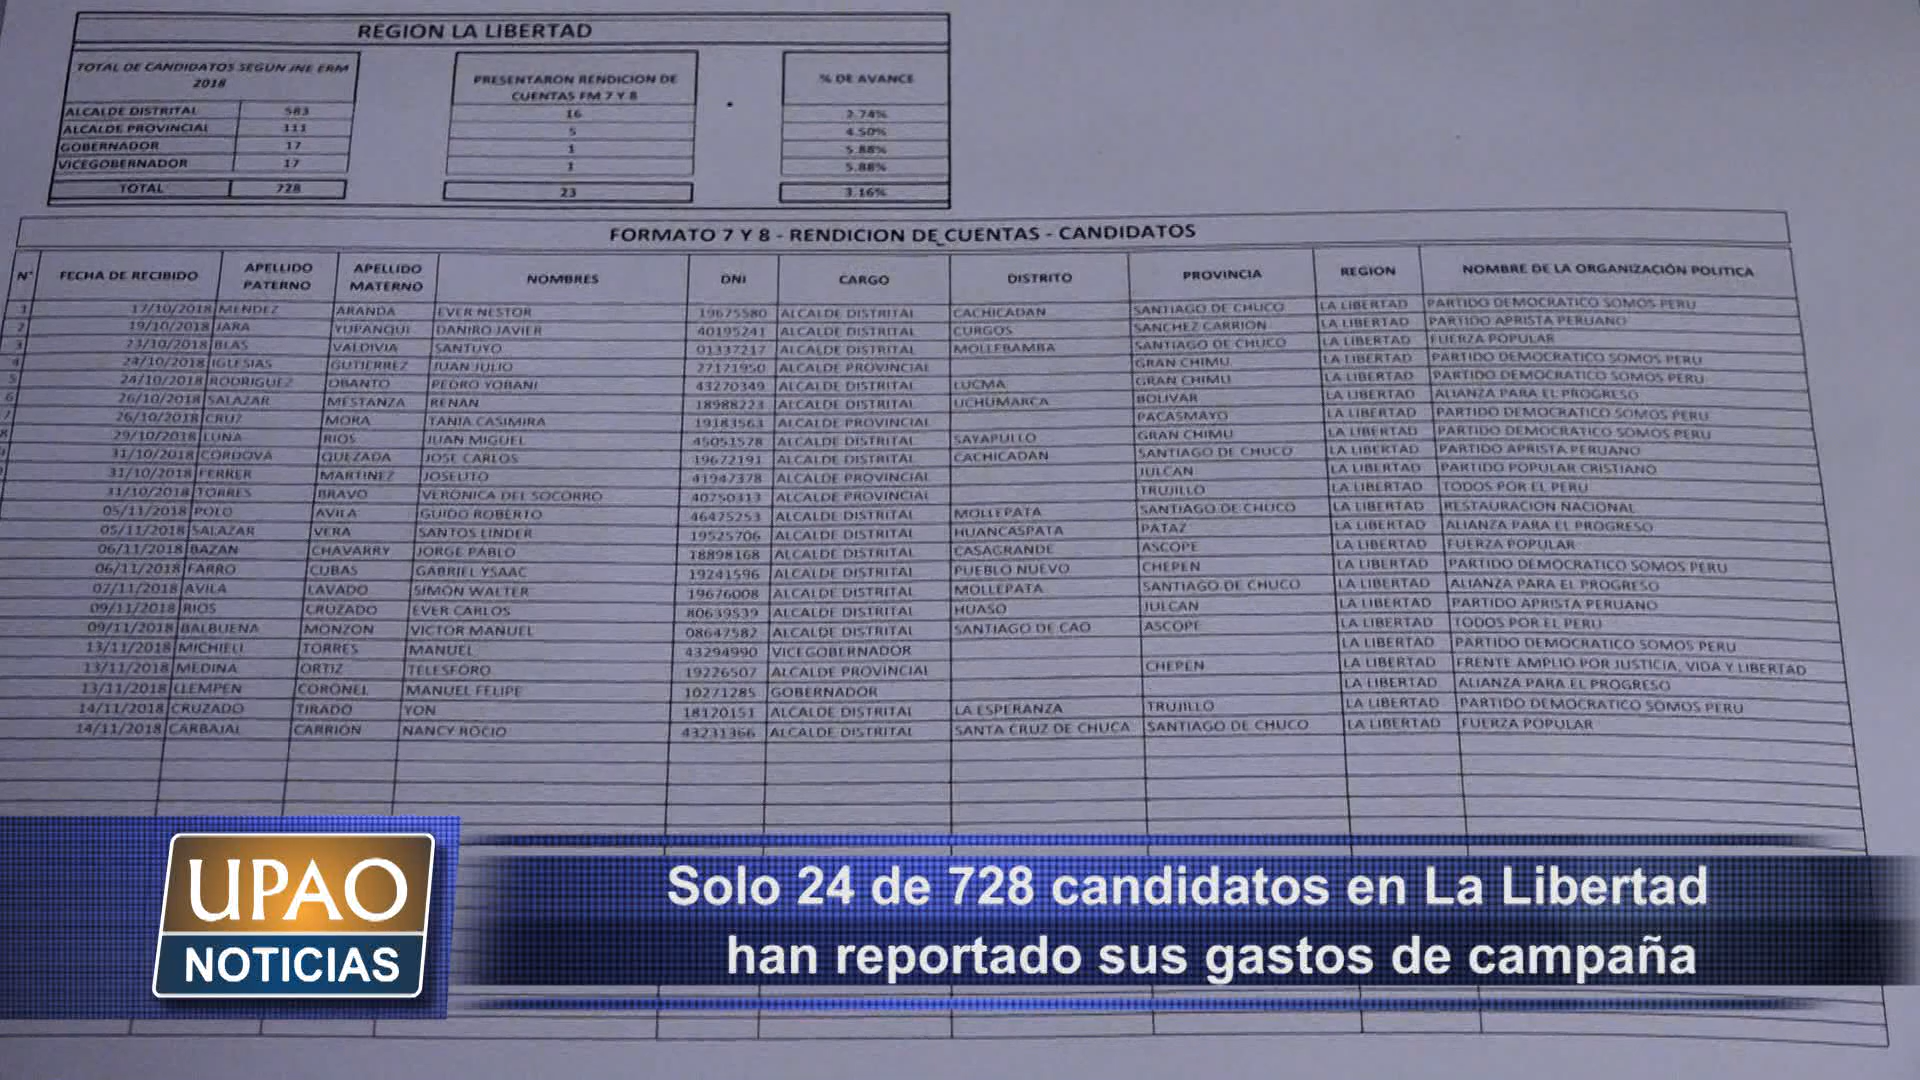 REGION LA LIBERTAD
TOTAL DE CANDIDATOS SEGUN JNE ERM 2018
PRESENTARON RENDICION DE CUENTAS FM 7 Y 8
% DE AVANCE
ALCALDE DISTRITAL 583 16 2.74%
ALCALDE PROVINCIAL 111 5 4.50%
GOBERNADOR 17 1 5.88%
VICEGOBERNADOR 17 1 5.88%
TOTAL 728 23 3.16%
FORMATO 7 Y 8 - RENDICION DE CUENTAS - CANDIDATOS
N° FECHA DE RECIBIDO APELLIDO PATERNO APELLIDO MATERNO NOMBRES DNI CARGO DISTRITO PROVINCIA REGION NOMBRE DE LA ORGANIZACIÓN POLITICA
1 17/10/2018 MENDEZ ARANDA EVER NESTOR 19675580 ALCALDE DISTRITAL CACHICADAN SANTIAGO DE CHUCO LA LIBERTAD PARTIDO DEMOCRATICO SOMOS PERU
2 19/10/2018 JARA YUPANQUI DANIRO JAVIER 40195241 ALCALDE DISTRITAL CURGOS SANCHEZ CARRION LA LIBERTAD PARTIDO APRISTA PERUANO
3 23/10/2018 BLAS VALDIVIA SANTUYO 01337217 ALCALDE DISTRITAL MOLLEBAMBA SANTIAGO DE CHUCO LA LIBERTAD FUERZA POPULAR
4 24/10/2018 IGLESIAS GUTIERREZ JUAN JULIO 27171950 ALCALDE PROVINCIAL GRAN CHIMU LA LIBERTAD PARTIDO DEMOCRATICO SOMOS PERU
5 24/10/2018 RODRIGUEZ OBANTO PEDRO YOBANI 43270349 ALCALDE DISTRITAL LUCMA GRAN CHIMU LA LIBERTAD PARTIDO DEMOCRATICO SOMOS PERU
6 26/10/2018 SALAZAR MESTANZA RENAN 18988223 ALCALDE DISTRITAL UCHUMARCA BOLIVAR LA LIBERTAD ALIANZA PARA EL PROGRESO
7 26/10/2018 CRUZ MORA TANIA CASIMIRA 19183563 ALCALDE PROVINCIAL PACASMAYO LA LIBERTAD PARTIDO DEMOCRATICO SOMOS PERU
8 29/10/2018 LUNA RIOS JUAN MIGUEL 45051578 ALCALDE DISTRITAL SAYAPULLO GRAN CHIMU LA LIBERTAD PARTIDO DEMOCRATICO SOMOS PERU
31/10/2018 CORDOVA QUEZADA JOSE CARLOS 19672191 ALCALDE DISTRITAL CACHICADAN SANTIAGO DE CHUCO LA LIBERTAD PARTIDO APRISTA PERUANO
31/10/2018 FERRER MARTINEZ JOSELITO 41947378 ALCALDE PROVINCIAL JULCAN LA LIBERTAD PARTIDO POPULAR CRISTIANO
31/10/2018 TORRES BRAVO VERONICA DEL SOCORRO 40750313 ALCALDE PROVINCIAL TRUJILLO LA LIBERTAD TODOS POR EL PERU
05/11/2018 POLO AVILA GUIDO ROBERTO 46475253 ALCALDE DISTRITAL MOLLEPATA SANTIAGO DE CHUCO LA LIBERTAD RESTAURACION NACIONAL
05/11/2018 SALAZAR VERA SANTOS LINDER 19525706 ALCALDE DISTRITAL HUANCASPATA PATAZ LA LIBERTAD ALIANZA PARA EL PROGRESO
06/11/2018 BAZAN CHAVARRY JORGE PABLO 18898168 ALCALDE DISTRITAL CASAGRANDE ASCOPE LA LIBERTAD FUERZA POPULAR
06/11/2018 FARRO CUBAS GABRIEL YSAAC 19241596 ALCALDE DISTRITAL PUEBLO NUEVO CHEPEN LA LIBERTAD PARTIDO DEMOCRATICO SOMOS PERU
07/11/2018 AVILA LAVADO SIMON WALTER 19676008 ALCALDE DISTRITAL MOLLEPATA SANTIAGO DE CHUCO LA LIBERTAD ALIANZA PARA EL PROGRESO
09/11/2018 RIOS CRUZADO EVER CARLOS 80639539 ALCALDE DISTRITAL HUASO JULCAN LA LIBERTAD PARTIDO APRISTA PERUANO
09/11/2018 BALBUENA MONZON VICTOR MANUEL 08647582 ALCALDE DISTRITAL SANTIAGO DE CAO ASCOPE LA LIBERTAD TODOS POR EL PERU
13/11/2018 MICHELI TORRES MANUEL 43294990 VICEGOBERNADOR LA LIBERTAD PARTIDO DEMOCRATICO SOMOS PERU
13/11/2018 MEDINA ORTIZ TELESFORO 19226507 ALCALDE PROVINCIAL CHEPEN LA LIBERTAD FRENTE AMPLIO POR JUSTICIA, VIDA Y LIBERTAD
13/11/2018 CLEMPEN CORONEL MANUEL FELIPE 10271285 GOBERNADOR LA LIBERTAD ALIANZA PARA EL PROGRESO
14/11/2018 CRUZADO TIRADO YON 18120151 ALCALDE DISTRITAL LA ESPERANZA TRUJILLO LA LIBERTAD PARTIDO DEMOCRATICO SOMOS PERU
14/11/2018 CARBAJAL CARRION NANCY ROCIO 43231366 ALCALDE DISTRITAL SANTA CRUZ DE CHUCA SANTIAGO DE CHUCO LA LIBERTAD FUERZA POPULAR
UPAO
NOTICIAS
Solo 24 de 728 candidatos en La Libertad
han reportado sus gastos de campaña